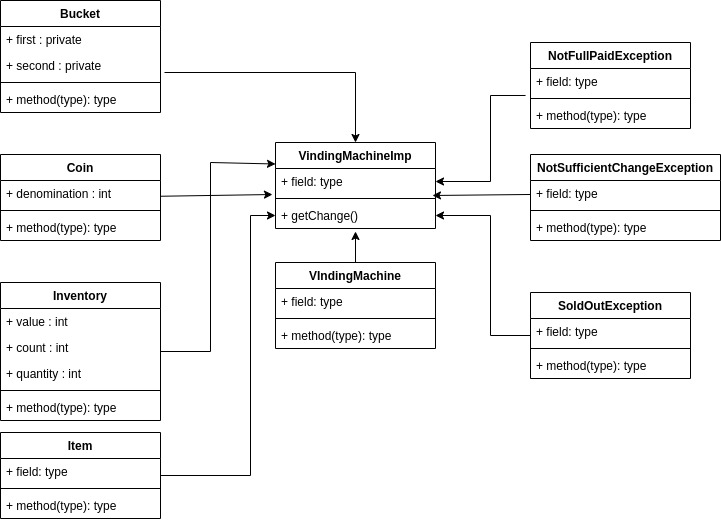 Bucket
+ first : private
+ second : private
+ method(type): type
Coin
+ denomination : int
+ method(type): type
Inventory
+ value : int
+ count : int
+ quantity : int
+ method(type): type
Item
+ field: type
+ method(type): type
VindingMachineImp
+ field: type
+ getChange()
VIndingMachine
+ field: type
+ method(type): type
NotFullPaidException
+ field: type
+ method(type): type
NotSufficientChangeException
+ field: type
+ method(type): type
SoldOutException
+ field: type
+ method(type): type